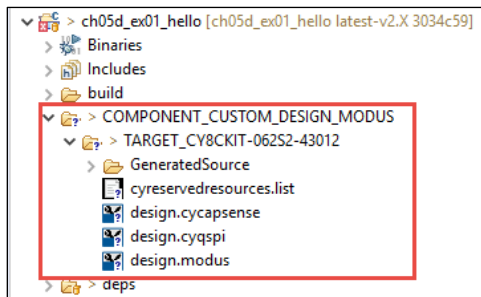 > ch05d_ex01_hello [ch05d_ex01_hello latest-v2.X 3034c59]
Binaries
Includes
build
> COMPONENT_CUSTOM_DESIGN_MODUS
> TARGET_CY8CKIT-062S2-43012
GeneratedSource
cyreservedresources.list
design.cycapsense
design.cyqspi
design.modus
> deps